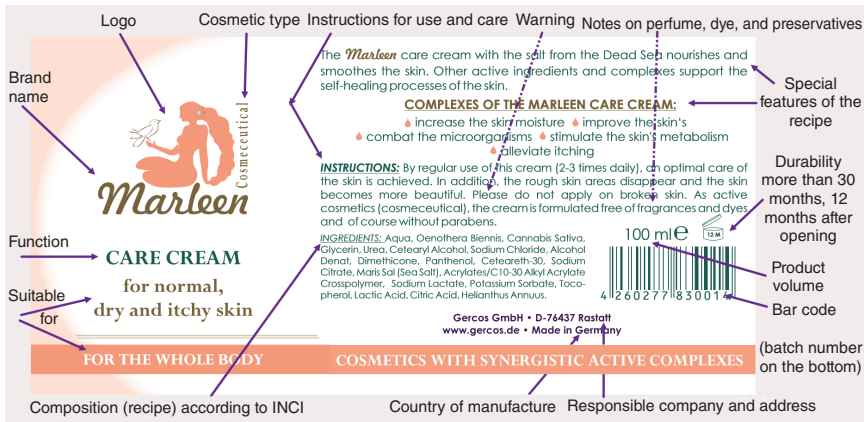 Logo
Cosmetic type
Instructions for use and care
Warning
Notes on perfume, dye, and preservatives
Brand
name
Function
Suitable
for
Cosmeceutical
Marleen
CARE CREAM
for normal,
dry and itchy skin
FOR THE WHOLE BODY
The Marleen care cream with the salt from the Dead Sea nourishes and
smoothes the skin. Other active ingredients and complexes support the
self-healing processes of the skin.
COMPLEXES OF THE MARLEEN CARE CREAM:
increase the skin moisture improve the skin's
combat the microorganisms stimulate the skin's metabolism
alleviate itching
INSTRUCTIONS: By regular use of this cream (2-3 times daily), an optimal care of
the skin is achieved. In addition, the rough skin areas disappear and the skin
becomes more beautiful. Please do not apply on broken skin. As active
cosmetics (cosmeceutical), the cream is formulated free of fragrances and dyes
and of course without parabens.
INGREDIENTS: Aqua, Oenothera Biennis, Cannabis Sativa,
Glycerin, Urea, Cetearyl Alcohol, Sodium Chloride, Alcohol
Denat, Dimethicone, Panthenol, Ceteareth-30, Sodium
Citrate, Maris Sal (Sea Salt). Acrylates/C10-30 Alkyl Acrylate
Crosspolymer, Sodium Lactate, Potassium Sorbate, Toco-
pherol, Lactic Acid, Citric Acid, Helianthus Annuus.
100 ml ℮
12 M
4 260277 830014
Gercos GmbH • D-76437 Rastatt
www.gercos.de • Made in Germany
COSMETICS WITH SYNERGISTIC ACTIVE COMPLEXES
Special
features of the
recipe
Durability
more than 30
months, 12
months after
opening
Product
volume
Bar code
(batch number
on the bottom)
Composition (recipe) according to INCI
Country of manufacture
Responsible company and address